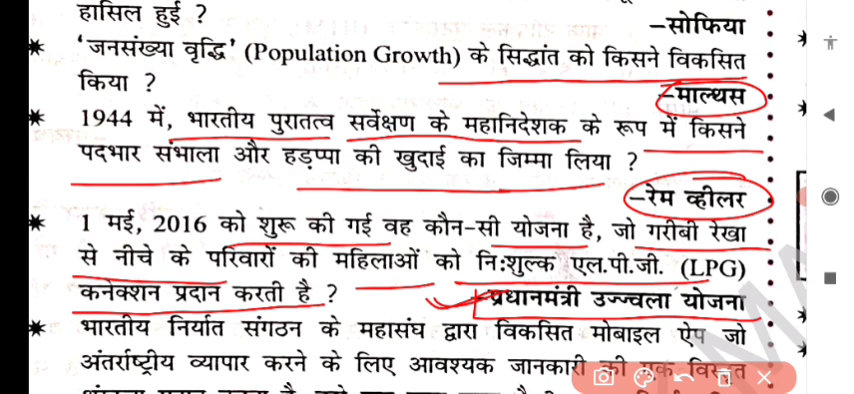 हासिल हुई ?
–सोफिया
* 'जनसंख्या वृद्धि' (Population Growth) के सिद्धांत को किसने विकसित
किया ?
–माल्थस
* 1944 में, भारतीय पुरातत्व सर्वेक्षण के महानिदेशक के रूप में किसने
पदभार संभाला और हड़प्पा की खुदाई का जिम्मा लिया ?
–रेम व्हीलर
* 1 मई, 2016 को शुरू की गई वह कौन-सी योजना है, जो गरीबी रेखा
से नीचे के परिवारों की महिलाओं को नि:शुल्क एल.पी.जी. (LPG)
कनेक्शन प्रदान करती है ?
–प्रधानमंत्री उज्ज्वला योजना
* भारतीय निर्यात संगठन के महासंघ द्वारा विकसित मोबाइल ऐप जो
अंतर्राष्ट्रीय व्यापार करने के लिए आवश्यक जानकारी की एक विस्तृत